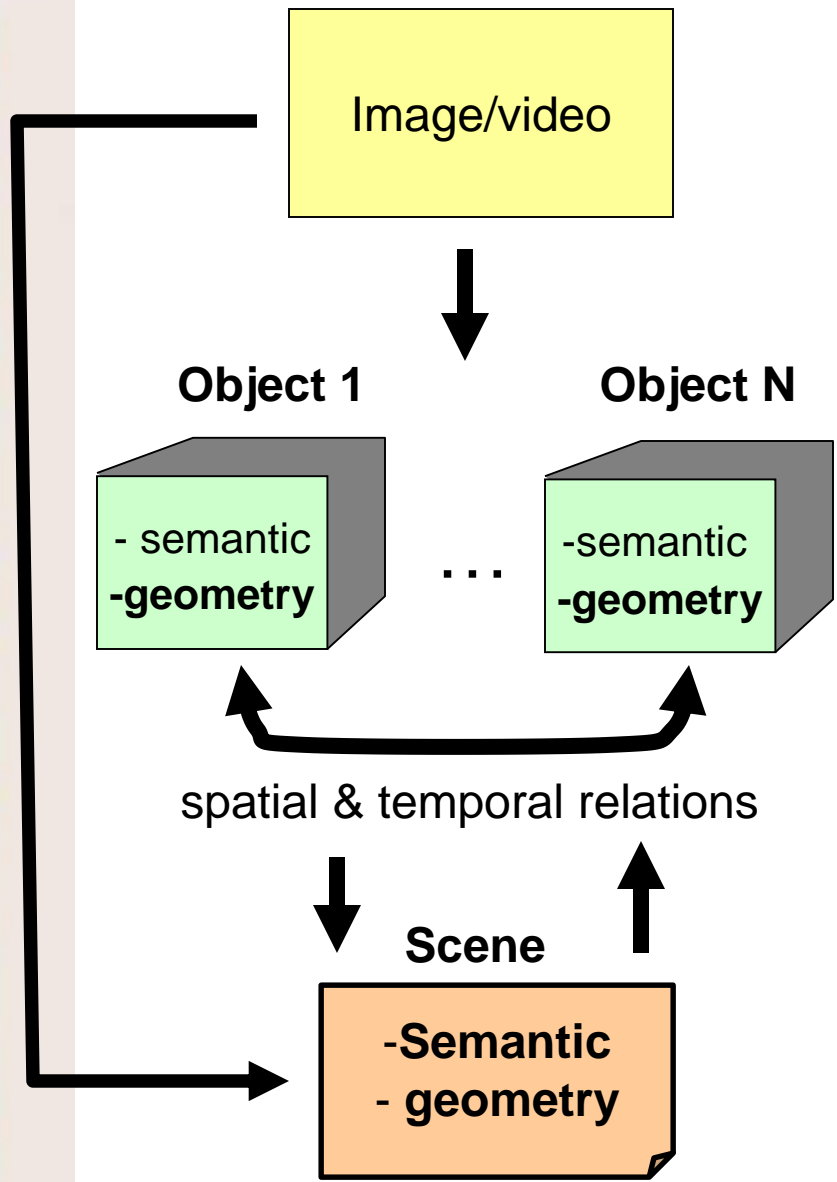 Image/video
Object 1
Object N
- semantic
-geometry
...
-semantic
-geometry
spatial & temporal relations
Scene
-Semantic
- geometry